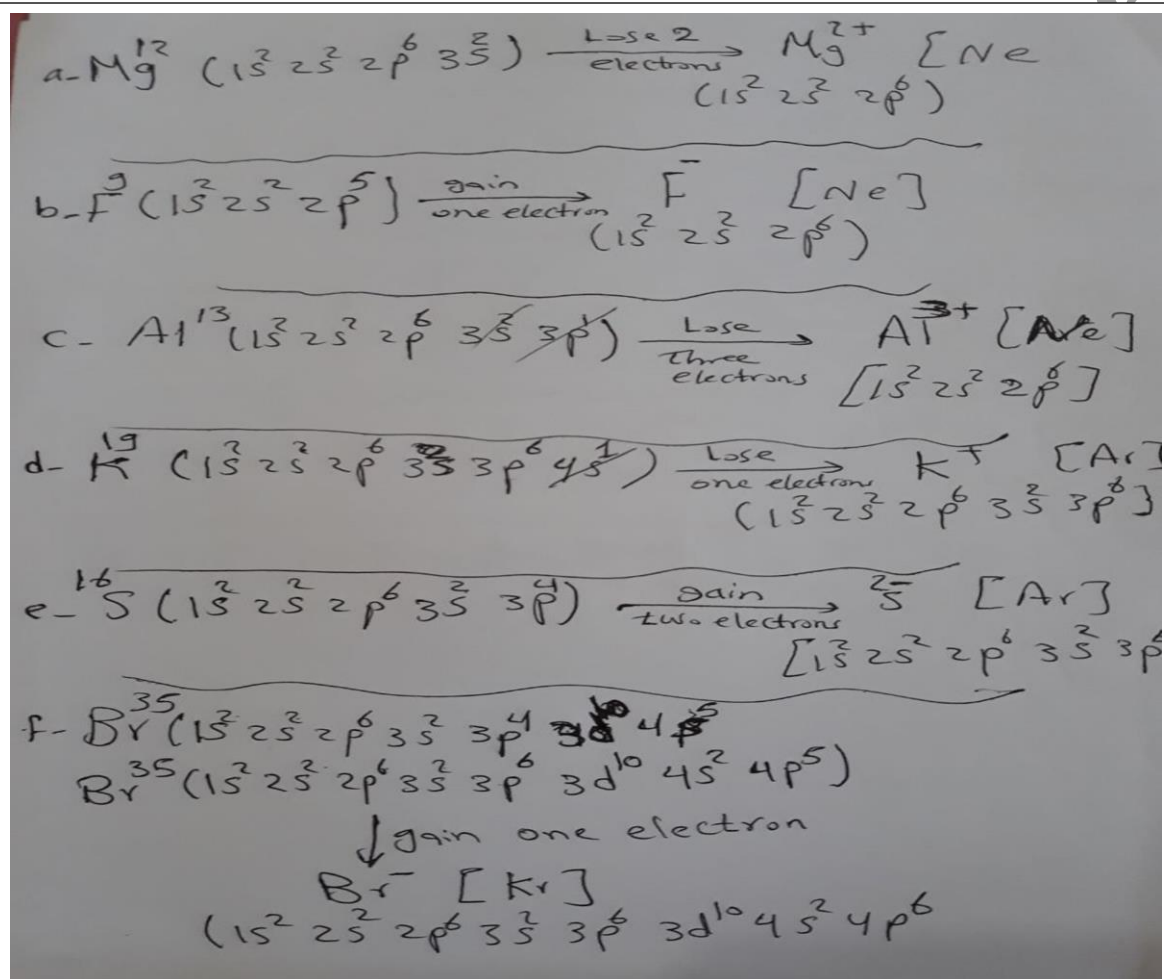 a- Mg¹² (1s² 2s² 2p⁶ 3s²) Lose 2 electrons → Mg²⁺ [Ne
(1s² 2s² 2p⁶)
b- F⁹ (1s² 2s² 2p⁵) gain one electron → F⁻ [Ne]
(1s² 2s² 2p⁶)
c- Al¹³ (1s² 2s² 2p⁶ 3s² 3p¹) Lose Three electrons → Al³⁺ [Ne]
[1s² 2s² 2p⁶]
d- K¹⁹ (1s² 2s² 2p⁶ 3s² 3p⁶ 4s¹) Lose one electrons → K⁺ [Ar]
(1s² 2s² 2p⁶ 3s² 3p⁶]
e- ¹⁶S (1s² 2s² 2p⁶ 3s² 3p⁴) gain two electrons → S²⁻ [Ar]
[1s² 2s² 2p⁶ 3s² 3p⁶
f- Br³⁵ (1s² 2s² 2p⁶ 3s² 3p⁴ 3d¹⁰ 4p⁵
Br³⁵ (1s² 2s² 2p⁶ 3s² 3p⁶ 3d¹⁰ 4s² 4p⁵)
↓ gain one electron
Br⁻ [Kr]
(1s² 2s² 2p⁶ 3s² 3p⁶ 3d¹⁰ 4s² 4p⁶